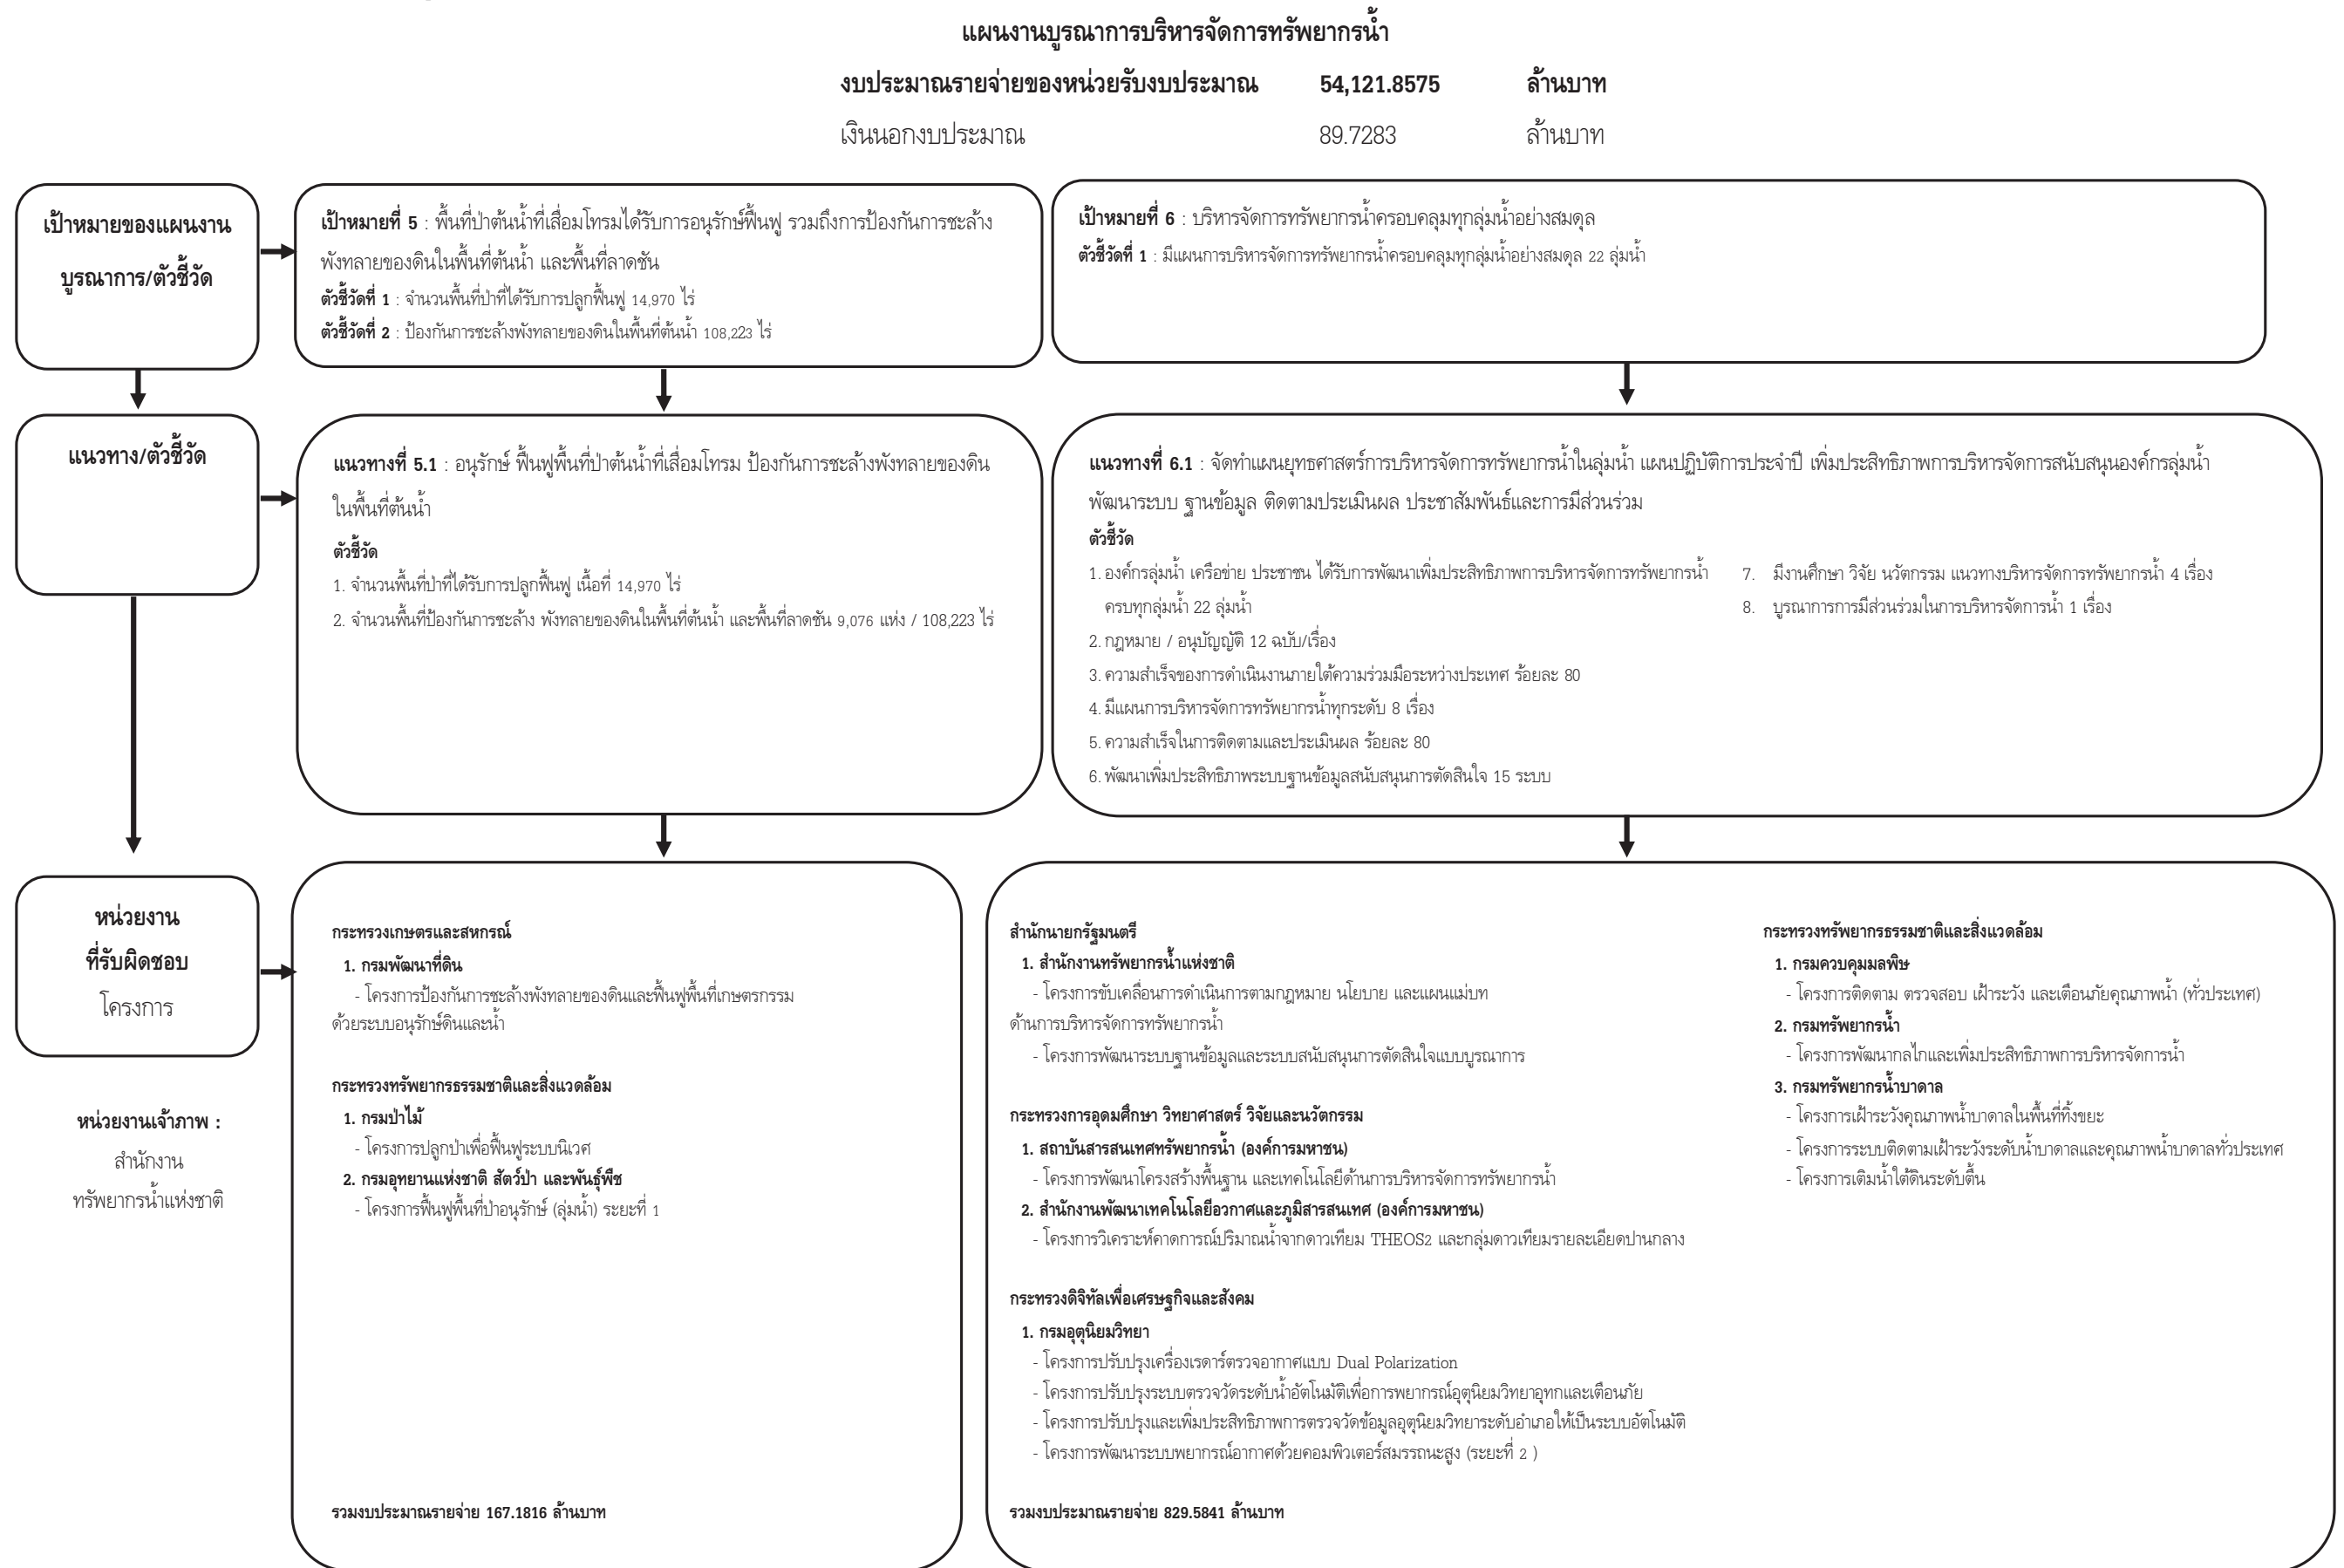 แผนงานบูรณาการบริหารจัดการทรัพยากรน้ำ
งบประมาณรายจ่ายของหน่วยรับงบประมาณ 54,121.8575 ล้านบาท
เงินนอกงบประมาณ 89.7283 ล้านบาท
เป้าหมายของแผนงาน
บูรณาการ/ตัวชี้วัด
เป้าหมายที่ 5 : พื้นที่ป่าต้นน้ำที่เสื่อมโทรมได้รับการอนุรักษ์ฟื้นฟู รวมถึงการป้องกันการชะล้าง
พังทลายของดินในพื้นที่ต้นน้ำ และพื้นที่ลาดชัน
ตัวชี้วัดที่ 1 : จำนวนพื้นที่ป่าที่ได้รับการปลูกฟื้นฟู 14,970 ไร่
ตัวชี้วัดที่ 2 : ป้องกันการชะล้างพังทลายของดินในพื้นที่ต้นน้ำ 108,223 ไร่
เป้าหมายที่ 6 : บริหารจัดการทรัพยากรน้ำครอบคลุมทุกลุ่มน้ำอย่างสมดุล
ตัวชี้วัดที่ 1 : มีแผนการบริหารจัดการทรัพยากรน้ำครอบคลุมทุกลุ่มน้ำอย่างสมดุล 22 ลุ่มน้ำ
แนวทาง/ตัวชี้วัด
แนวทางที่ 5.1 : อนุรักษ์ ฟื้นฟูพื้นที่ป่าต้นน้ำที่เสื่อมโทรม ป้องกันการชะล้างพังทลายของดิน
ในพื้นที่ต้นน้ำ
ตัวชี้วัด
1. จำนวนพื้นที่ป่าที่ได้รับการปลูกฟื้นฟู เนื้อที่ 14,970 ไร่
2. จำนวนพื้นที่ป้องกันการชะล้าง พังทลายของดินในพื้นที่ต้นน้ำ และพื้นที่ลาดชัน 9,076 แห่ง / 108,223 ไร่
แนวทางที่ 6.1 : จัดทำแผนยุทธศาสตร์การบริหารจัดการทรัพยากรน้ำในลุ่มน้ำ แผนปฏิบัติการประจำปี เพิ่มประสิทธิภาพการบริหารจัดการสนับสนุนองค์กรลุ่มน้ำ
พัฒนาระบบ ฐานข้อมูล ติดตามประเมินผล ประชาสัมพันธ์และการมีส่วนร่วม
ตัวชี้วัด
1. องค์กรลุ่มน้ำ เครือข่าย ประชาชน ได้รับการพัฒนาเพิ่มประสิทธิภาพการบริหารจัดการทรัพยากรน้ำ
ครบทุกลุ่มน้ำ 22 ลุ่มน้ำ
2. กฎหมาย / อนุบัญญัติ 12 ฉบับ/เรื่อง
3. ความสำเร็จของการดำเนินงานภายใต้ความร่วมมือระหว่างประเทศ ร้อยละ 80
4. มีแผนการบริหารจัดการทรัพยากรน้ำทุกระดับ 8 เรื่อง
5. ความสำเร็จในการติดตามและประเมินผล ร้อยละ 80
6. พัฒนาเพิ่มประสิทธิภาพระบบฐานข้อมูลสนับสนุนการตัดสินใจ 15 ระบบ
7. มีงานศึกษา วิจัย นวัตกรรม แนวทางบริหารจัดการทรัพยากรน้ำ 4 เรื่อง
8. บูรณาการการมีส่วนร่วมในการบริหารจัดการน้ำ 1 เรื่อง
หน่วยงาน
ที่รับผิดชอบ
โครงการ
หน่วยงานเจ้าภาพ :
สำนักงาน
ทรัพยากรน้ำแห่งชาติ
กระทรวงเกษตรและสหกรณ์
1. กรมพัฒนาที่ดิน
- โครงการป้องกันการชะล้างพังทลายของดินและฟื้นฟูพื้นที่เกษตรกรรม
ด้วยระบบอนุรักษ์ดินและน้ำ
กระทรวงทรัพยากรธรรมชาติและสิ่งแวดล้อม
1. กรมป่าไม้
- โครงการปลูกป่าเพื่อฟื้นฟูระบบนิเวศ
2. กรมอุทยานแห่งชาติ สัตว์ป่า และพันธุ์พืช
- โครงการฟื้นฟูพื้นที่ป่าอนุรักษ์ (ลุ่มน้ำ) ระยะที่ 1
รวมงบประมาณรายจ่าย 167.1816 ล้านบาท
สำนักนายกรัฐมนตรี
1. สำนักงานทรัพยากรน้ำแห่งชาติ
- โครงการขับเคลื่อนการดำเนินการตามกฎหมาย นโยบาย และแผนแม่บท
ด้านการบริหารจัดการทรัพยากรน้ำ
- โครงการพัฒนาระบบฐานข้อมูลและระบบสนับสนุนการตัดสินใจแบบบูรณาการ
กระทรวงการอุดมศึกษา วิทยาศาสตร์ วิจัยและนวัตกรรม
1. สถาบันสารสนเทศทรัพยากรน้ำ (องค์การมหาชน)
- โครงการพัฒนาโครงสร้างพื้นฐาน และเทคโนโลยีด้านการบริหารจัดการทรัพยากรน้ำ
2. สำนักงานพัฒนาเทคโนโลยีอวกาศและภูมิสารสนเทศ (องค์การมหาชน)
- โครงการวิเคราะห์คาดการณ์ปริมาณน้ำจากดาวเทียม THEOS2 และกลุ่มดาวเทียมรายละเอียดปานกลาง
กระทรวงดิจิทัลเพื่อเศรษฐกิจและสังคม
1. กรมอุตุนิยมวิทยา
- โครงการปรับปรุงเครื่องเรดาร์ตรวจอากาศแบบ Dual Polarization
- โครงการปรับปรุงระบบตรวจวัดระดับน้ำอัตโนมัติเพื่อการพยากรณ์อุตุนิยมวิทยาอุทกและเตือนภัย
- โครงการปรับปรุงและเพิ่มประสิทธิภาพการตรวจวัดข้อมูลอุตุนิยมวิทยาระดับอำเภอให้เป็นระบบอัตโนมัติ
- โครงการพัฒนาระบบพยากรณ์อากาศด้วยคอมพิวเตอร์สมรรถนะสูง (ระยะที่ 2 )
รวมงบประมาณรายจ่าย 829.5841 ล้านบาท
กระทรวงทรัพยากรธรรมชาติและสิ่งแวดล้อม
1. กรมควบคุมมลพิษ
- โครงการติดตาม ตรวจสอบ เฝ้าระวัง และเตือนภัยคุณภาพน้ำ (ทั่วประเทศ)
2. กรมทรัพยากรน้ำ
- โครงการพัฒนากลไกและเพิ่มประสิทธิภาพการบริหารจัดการน้ำ
3. กรมทรัพยากรน้ำบาดาล
- โครงการเฝ้าระวังคุณภาพน้ำบาดาลในพื้นที่ทิ้งขยะ
- โครงการระบบติดตามเฝ้าระวังระดับน้ำบาดาลและคุณภาพน้ำบาดาลทั่วประเทศ
- โครงการเติมน้ำใต้ดินระดับตื้น